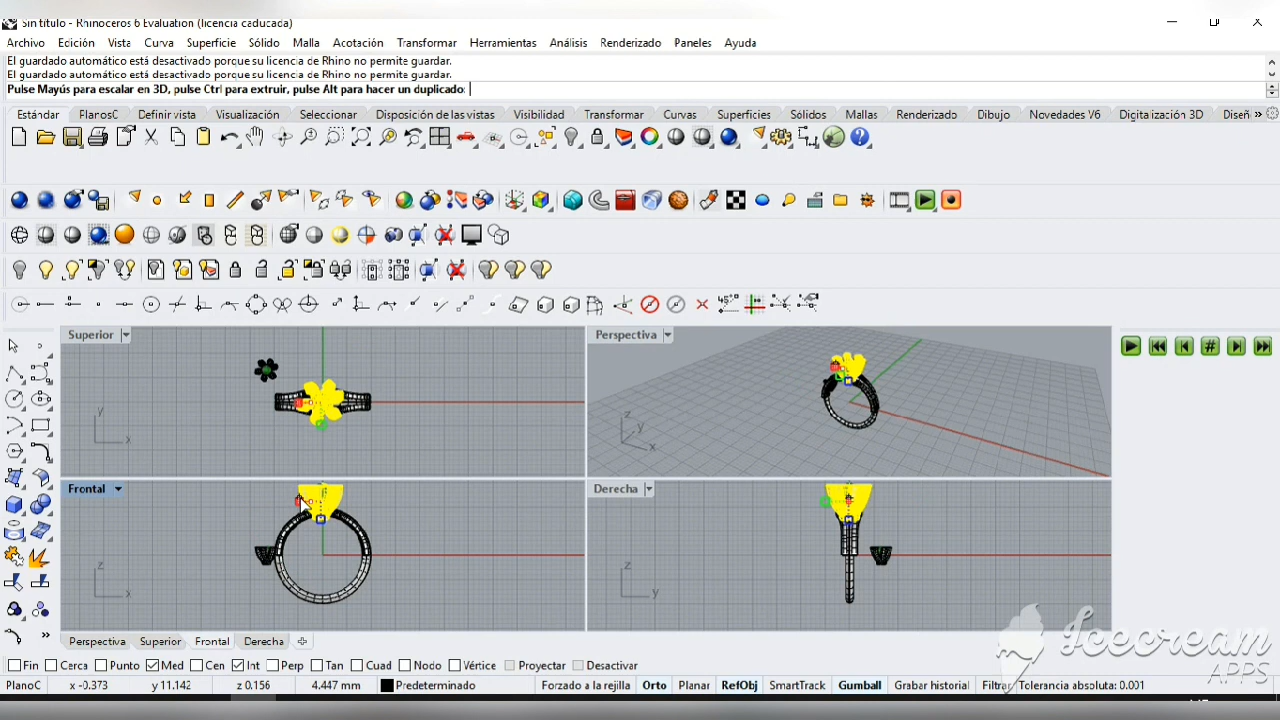 Sin título - Rhinoceros 6 Evaluation (licencia caducada)
Archivo Edición Vista Curva Superficie Sólido Malla Acotación Transformar Herramientas Análisis Renderizado Paneles Ayuda
El guardado automático está desactivado porque su licencia de Rhino no permite guardar.
El guardado automático está desactivado porque su licencia de Rhino no permite guardar.
Pulse Mayús para escalar en 3D, pulse Ctrl para extruir, pulse Alt para hacer un duplicado:
Estándar PlanosC Definir vista Visualización Seleccionar Disposición de las vistas Visibilidad Transformar Curvas Superficies Sólidos Mallas Renderizado Dibujo Novedades V6 Digitalización 3D Diseñ »
45°
Superior
Perspectiva
y
x
z
y
x
Frontal
Derecha
z
x
z
y
Perspectiva Superior Frontal Derecha
Icecream
APPS
Fin Cerca Punto Med Cen Int Perp Tan Cuad Nodo Vértice Proyectar Desactivar
PlanoC x -0.373 y 11.142 z 0.156 4.447 mm Predeterminado Forzado a la rejilla Orto Planar RefObj SmartTrack Gumball Grabar historial Filtrar Tolerancia absoluta: 0.001